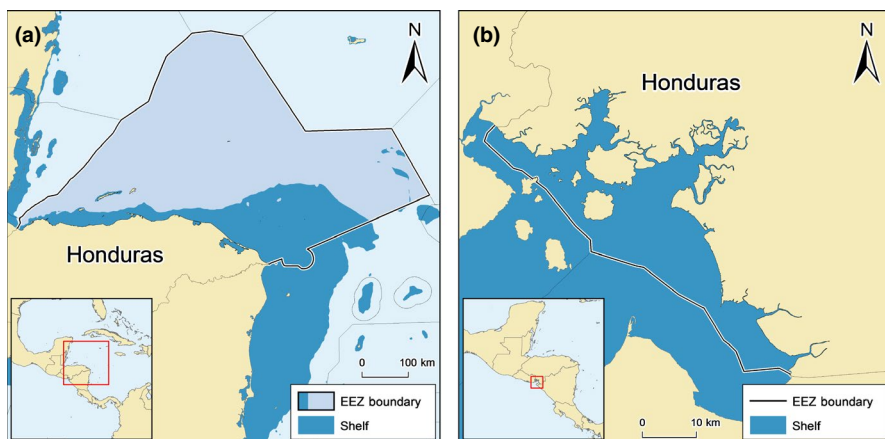 (a)
N
Honduras
0 100 km
EEZ boundary
Shelf
(b)
N
Honduras
0 10 km
EEZ boundary
Shelf